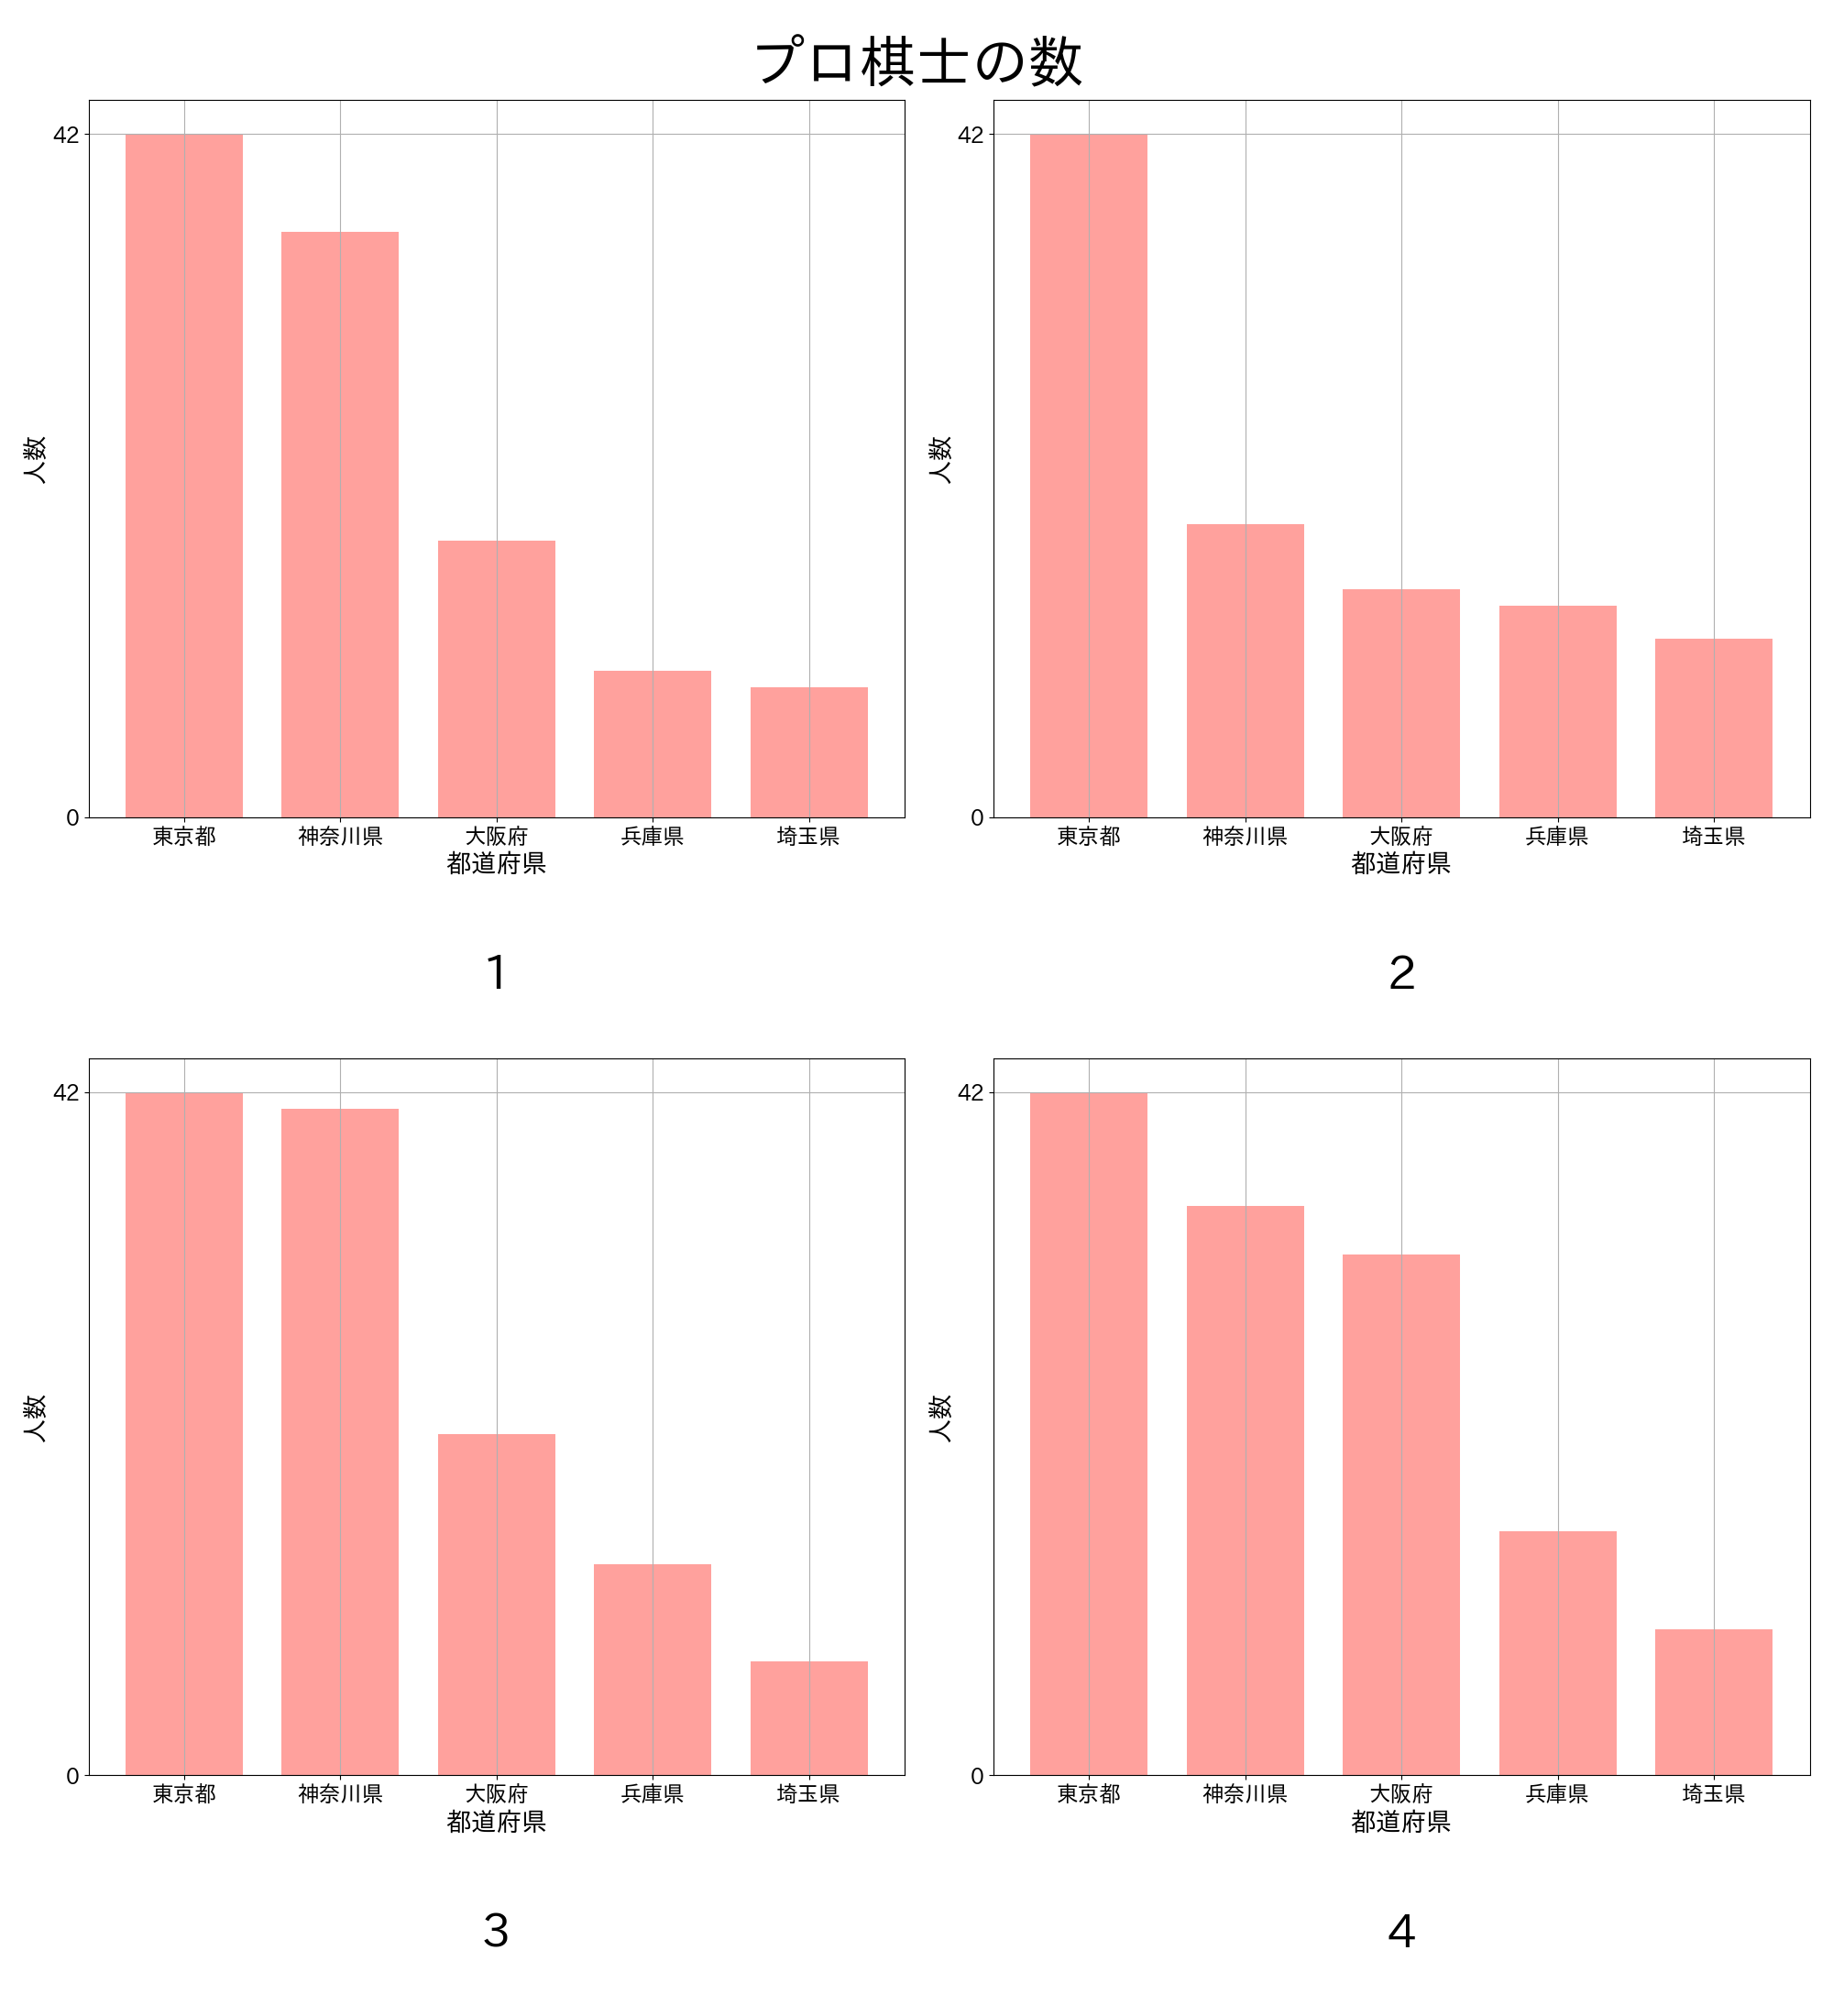 プロ棋士の数
42
0
人数
東京都 神奈川県 大阪府 兵庫県 埼玉県
都道府県
1
42
0
人数
東京都 神奈川県 大阪府 兵庫県 埼玉県
都道府県
2
42
0
人数
東京都 神奈川県 大阪府 兵庫県 埼玉県
都道府県
3
42
0
人数
東京都 神奈川県 大阪府 兵庫県 埼玉県
都道府県
4